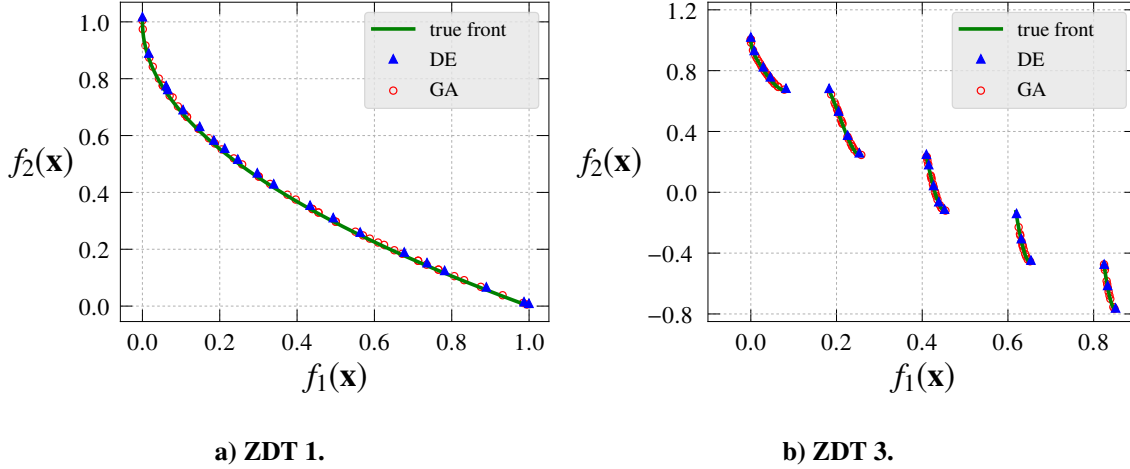 1.0
0.8
0.6
0.4
0.2
0.0
f₂(x)
0.0 0.2 0.4 0.6 0.8 1.0
f₁(x)
true front
DE
GA
a) ZDT 1.
1.2
0.8
0.4
0.0
−0.4
−0.8
f₂(x)
0.0 0.2 0.4 0.6 0.8
f₁(x)
true front
DE
GA
b) ZDT 3.